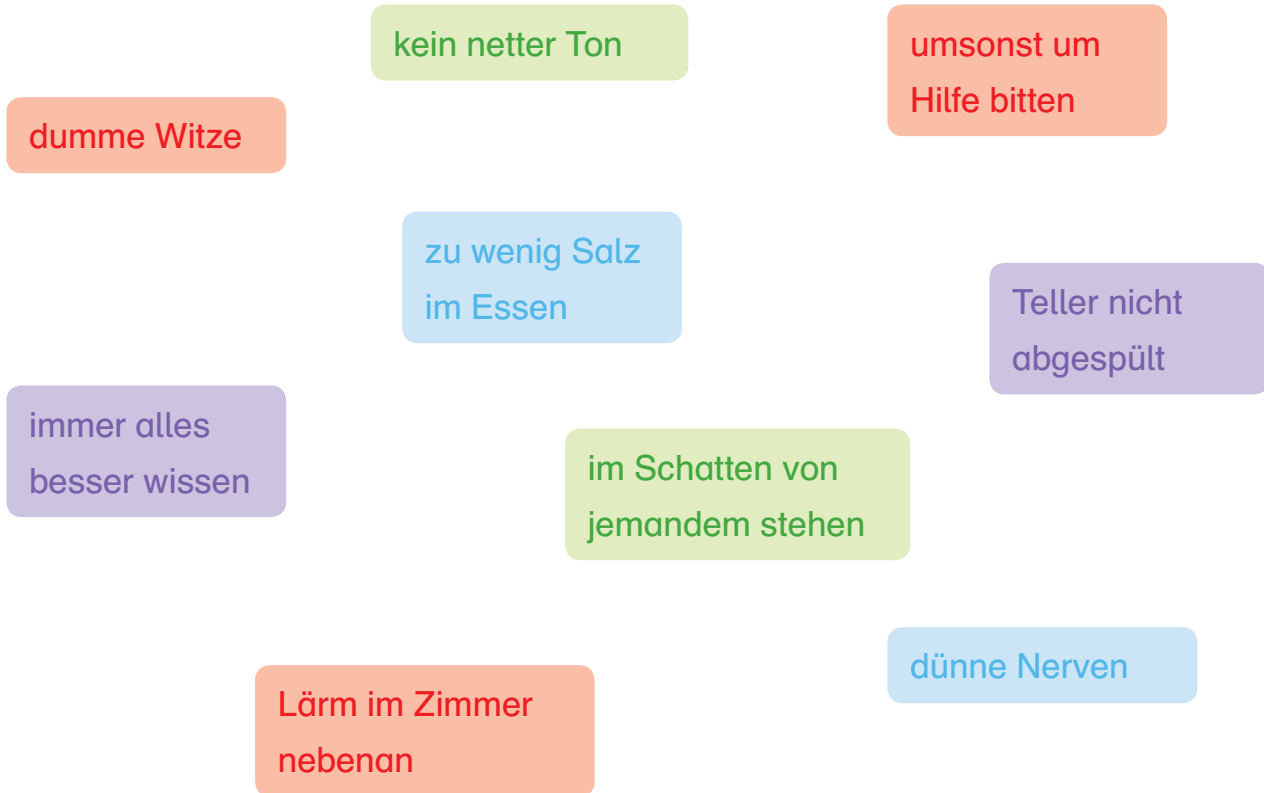 kein netter Ton
umsonst um
Hilfe bitten
dumme Witze
zu wenig Salz
im Essen
Teller nicht
abgespült
immer alles
besser wissen
im Schatten von
jemandem stehen
dünne Nerven
Lärm im Zimmer
nebenan